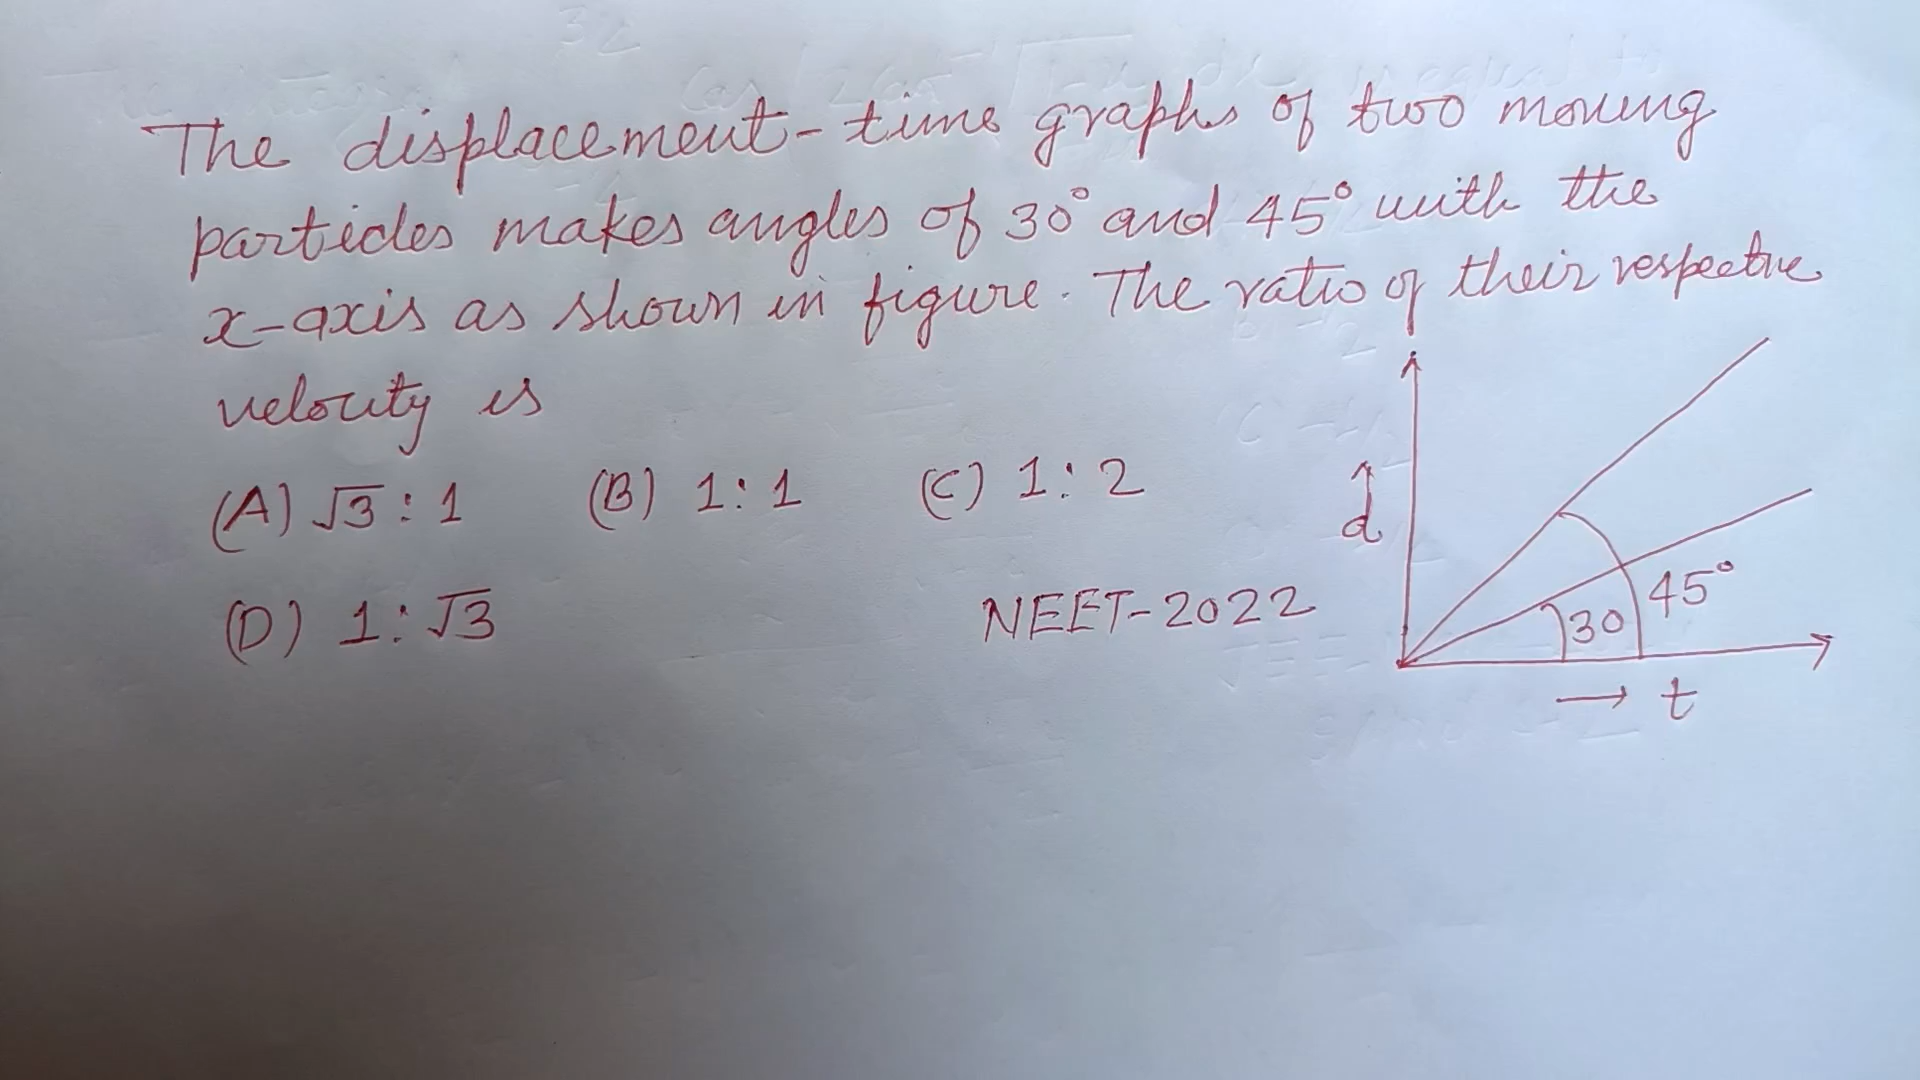 The displacement-time graphs of two moving
particles makes angles of 30° and 45° with the
x-axis as shown in figure. The ratio of their respective
velocity is
(A) √3 : 1 (B) 1 : 1 (C) 1 : 2
(D) 1 : √3 NEET-2022
d
45°
30
t